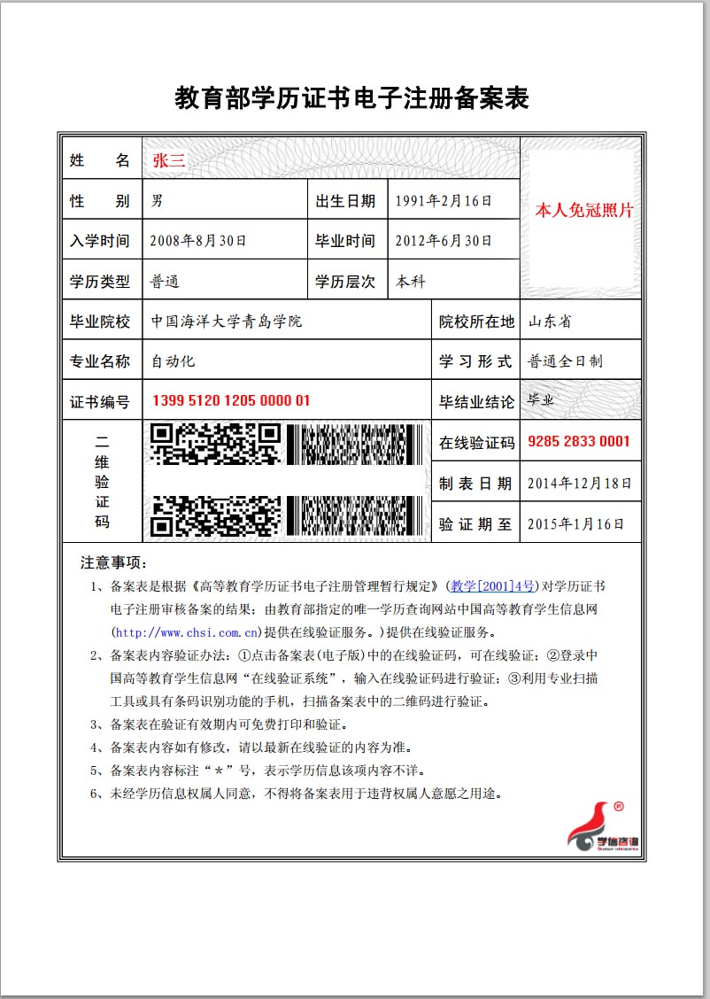 教育部学历证书电子注册备案表
姓 名 张三
本人免冠照片
性 别 男 出生日期 1991年2月16日
入学时间 2008年8月30日 毕业时间 2012年6月30日
学历类型 普通 学历层次 本科
毕业院校 中国海洋大学青岛学院 院校所在地 山东省
专业名称 自动化 学习形式 普通全日制
证书编号 1399 5120 1205 0000 01 毕结业结论 毕业
二维验证码 在线验证码 9285 2833 0001
制表日期 2014年12月18日
验证期至 2015年1月16日
注意事项：
1、备案表是根据《高等教育学历证书电子注册管理暂行规定》(教学[2001]4号)对学历证书
电子注册审核备案的结果；由教育部指定的唯一学历查询网站中国高等教育学生信息网
(http://www.chsi.com.cn)提供在线验证服务。)提供在线验证服务。
2、备案表内容验证办法：①点击备案表(电子版)中的在线验证码，可在线验证；②登录中
国高等教育学生信息网“在线验证系统”，输入在线验证码进行验证；③利用专业扫描
工具或具有条码识别功能的手机，扫描备案表中的二维码进行验证。
3、备案表在验证有效期内可免费打印和验证。
4、备案表内容如有修改，请以最新在线验证的内容为准。
5、备案表内容标注“＊”号，表示学历信息该项内容不详。
6、未经学历信息权属人同意，不得将备案表用于违背权属人意愿之用途。
®
学信咨询
Student Information